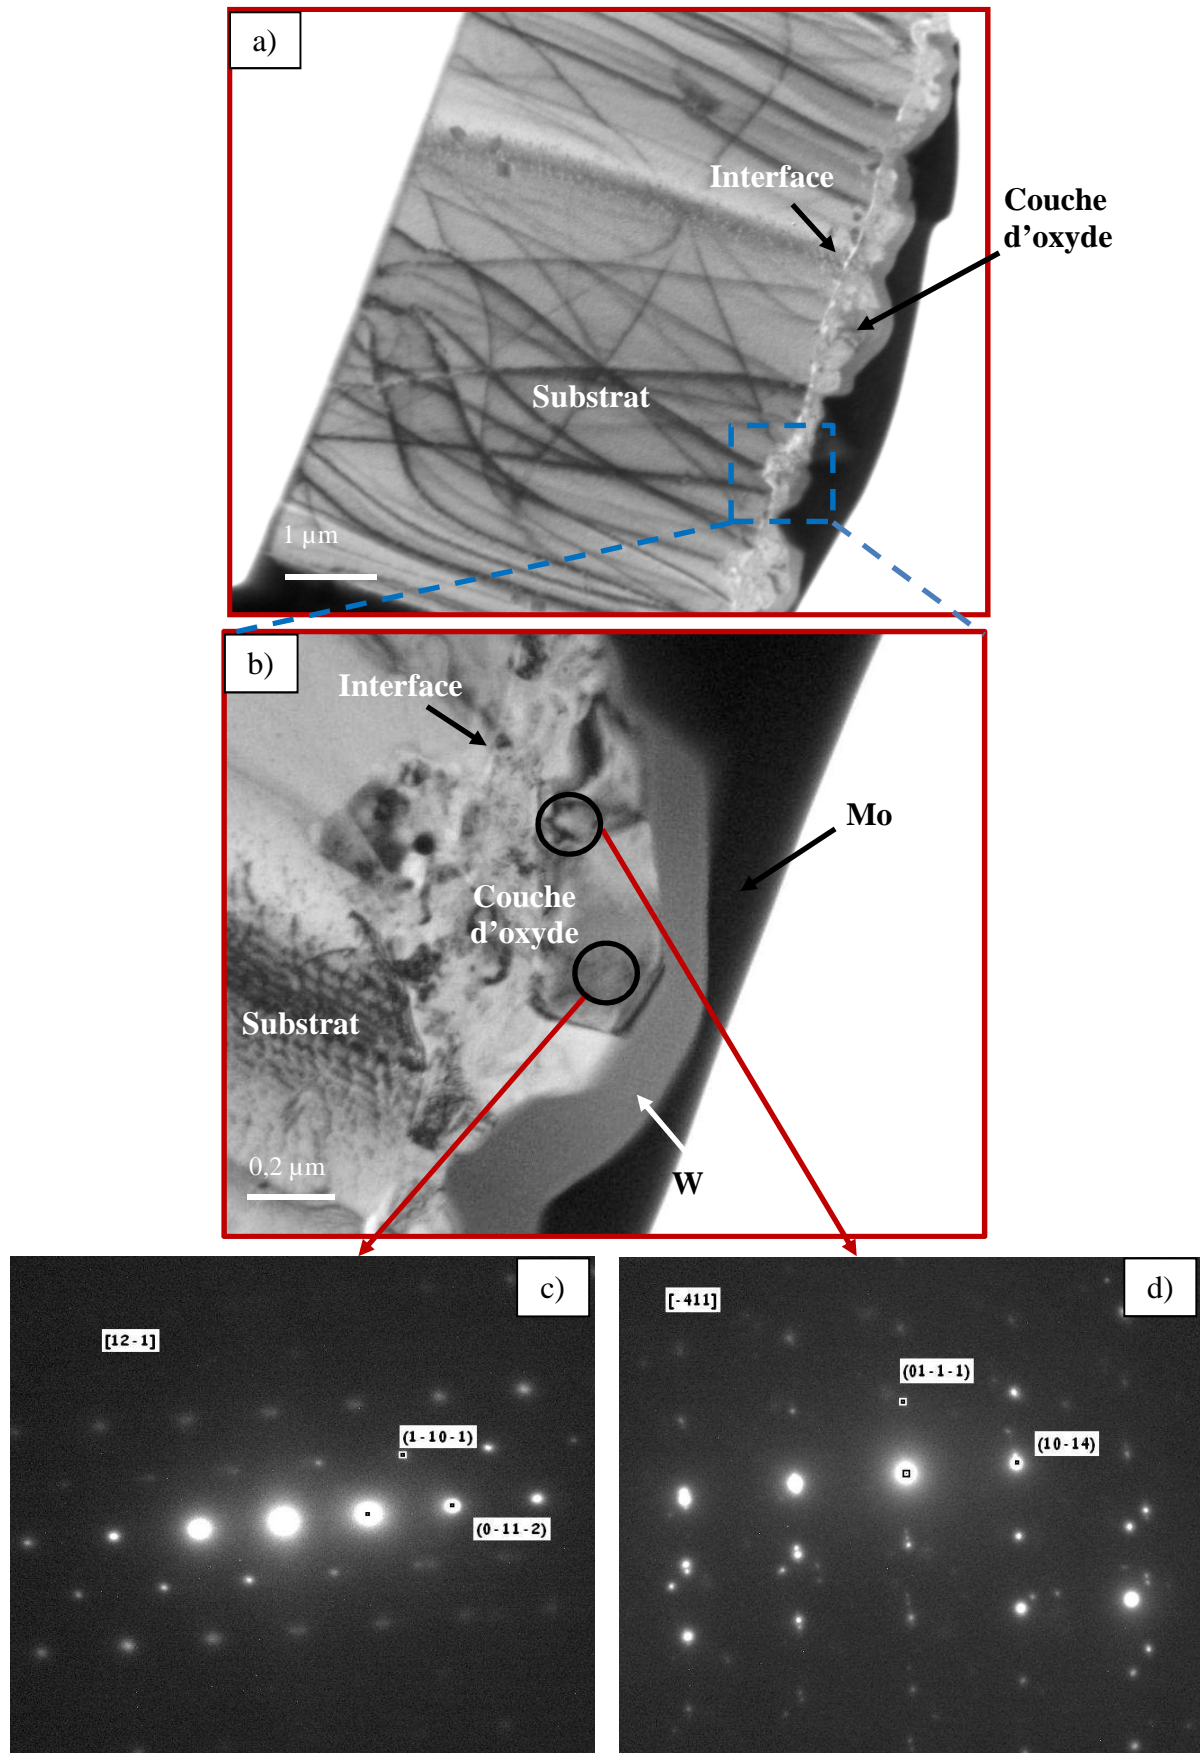 a)
Interface
Couche
d’oxyde
Substrat
1 µm
b)
Interface
Mo
Couche
d’oxyde
Substrat
0,2 µm
W
c)
[12-1]
(1-10-1)
(0-11-2)
d)
[-411]
(01-1-1)
(10-14)